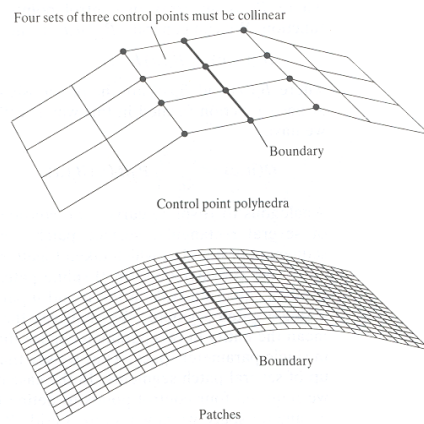 Four sets of three control points must be collinear
Boundary
Control point polyhedra
Boundary
Patches